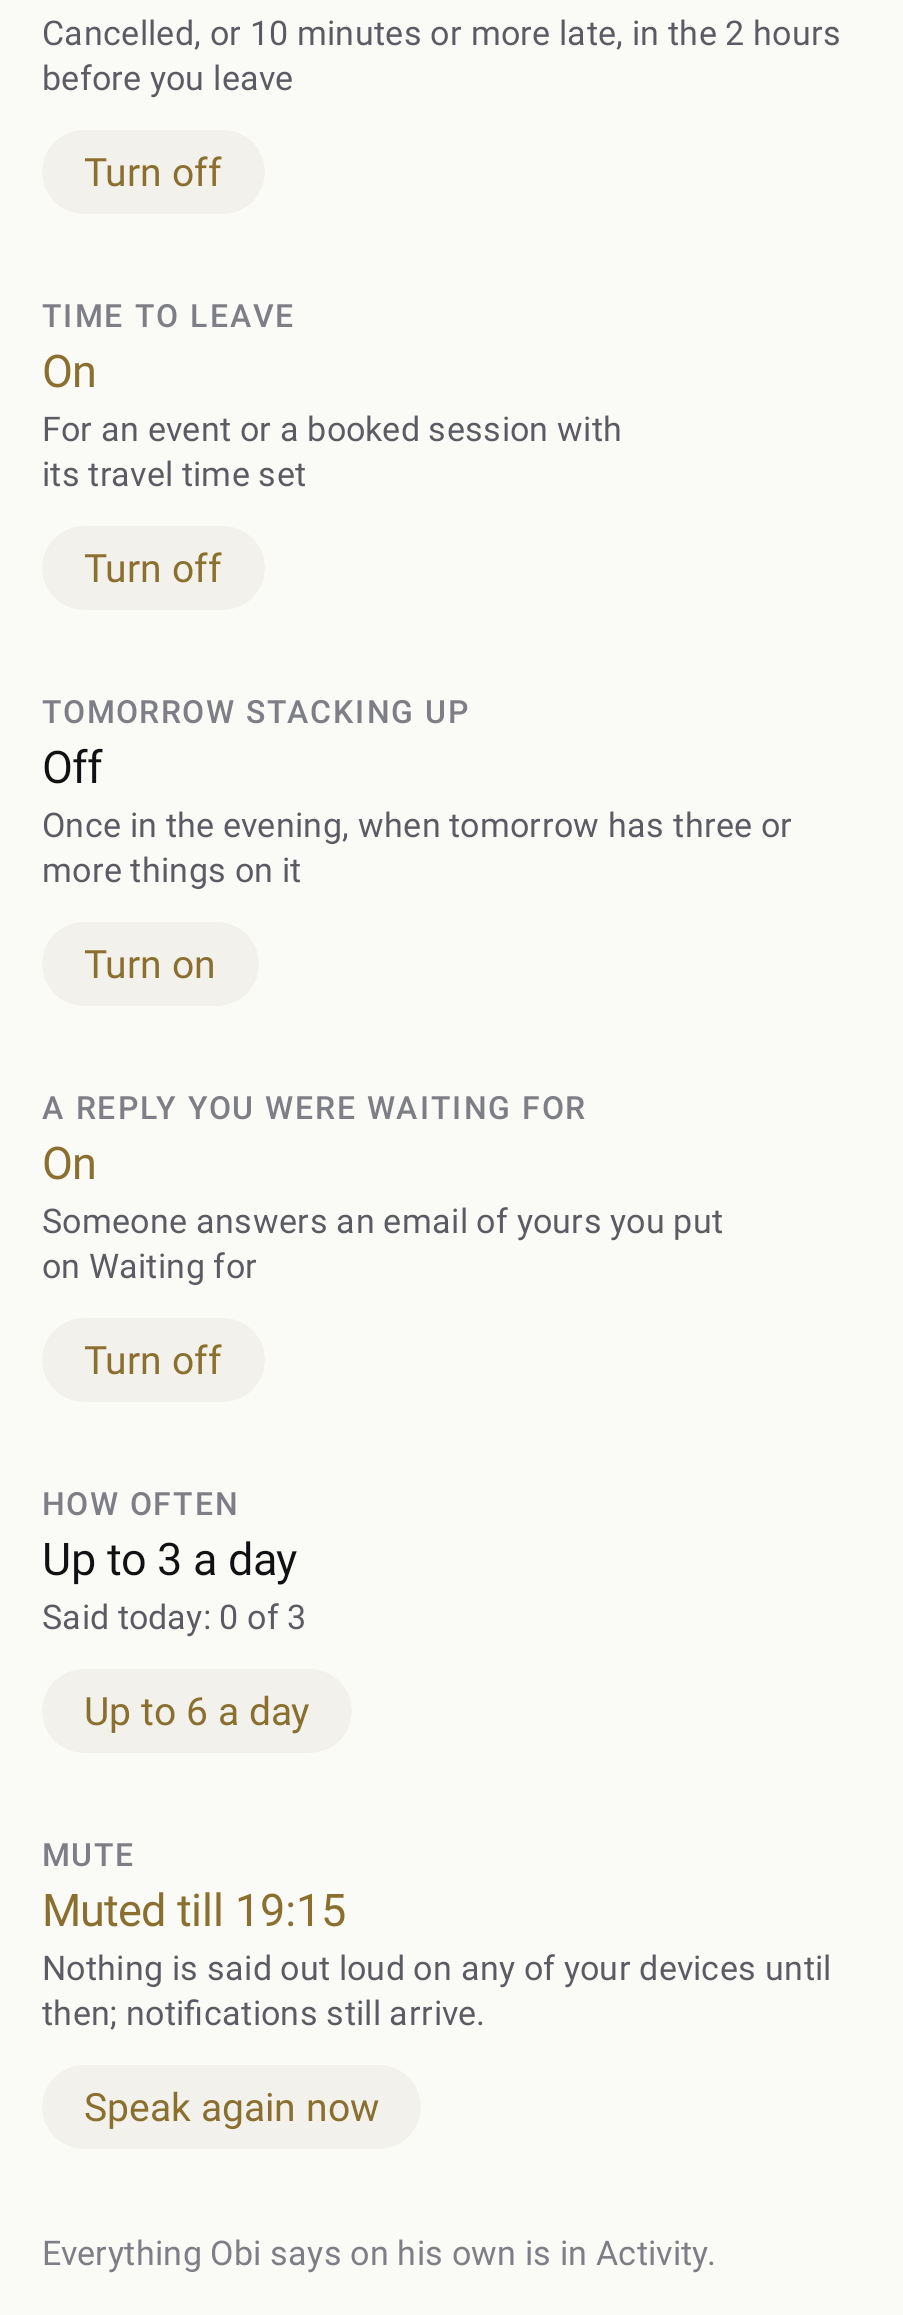 Cancelled, or 10 minutes or more late, in the 2 hours
before you leave
Turn off
TIME TO LEAVE
On
For an event or a booked session with
its travel time set
Turn off
TOMORROW STACKING UP
Off
Once in the evening, when tomorrow has three or
more things on it
Turn on
A REPLY YOU WERE WAITING FOR
On
Someone answers an email of yours you put
on Waiting for
Turn off
HOW OFTEN
Up to 3 a day
Said today: 0 of 3
Up to 6 a day
MUTE
Muted till 19:15
Nothing is said out loud on any of your devices until
then; notifications still arrive.
Speak again now
Everything Obi says on his own is in Activity.